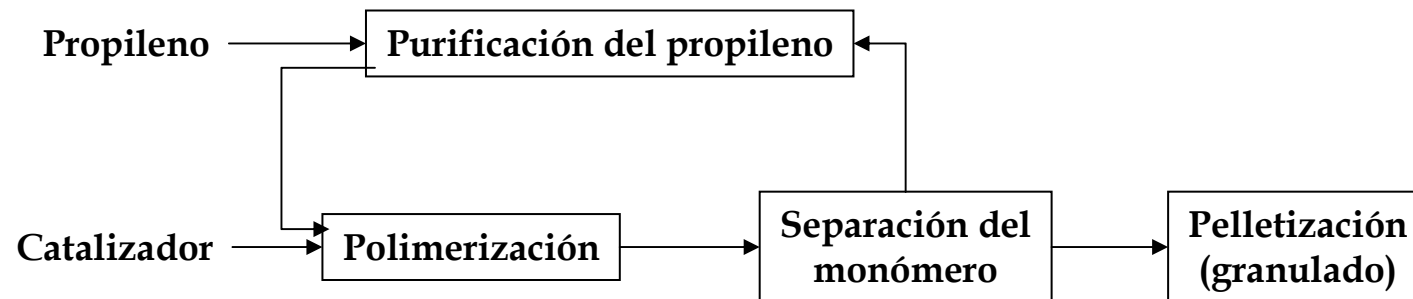 Propileno
Purificación del propileno
Catalizador
Polimerización
Separación del
monómero
Pelletización
(granulado)